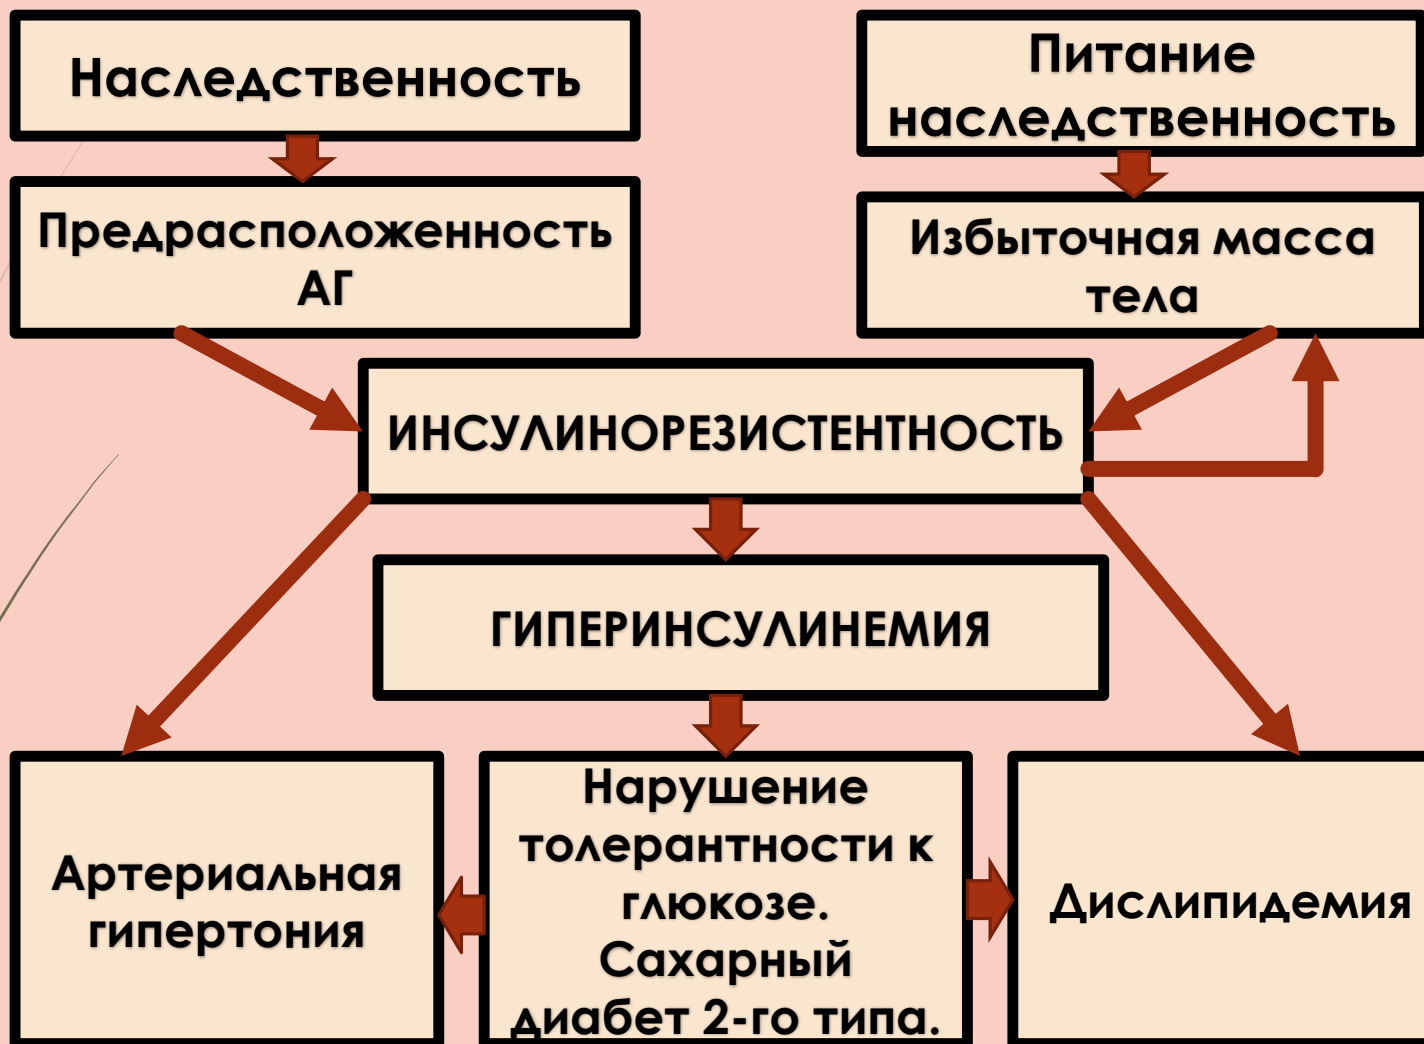 Наследственность
Питание
наследственность
Предрасположенность
АГ
Избыточная масса
тела
ИНСУЛИНОРЕЗИСТЕНТНОСТЬ
ГИПЕРИНСУЛИНЕМИЯ
Артериальная
гипертония
Нарушение
толерантности к
глюкозе.
Сахарный
диабет 2-го типа.
Дислипидемия